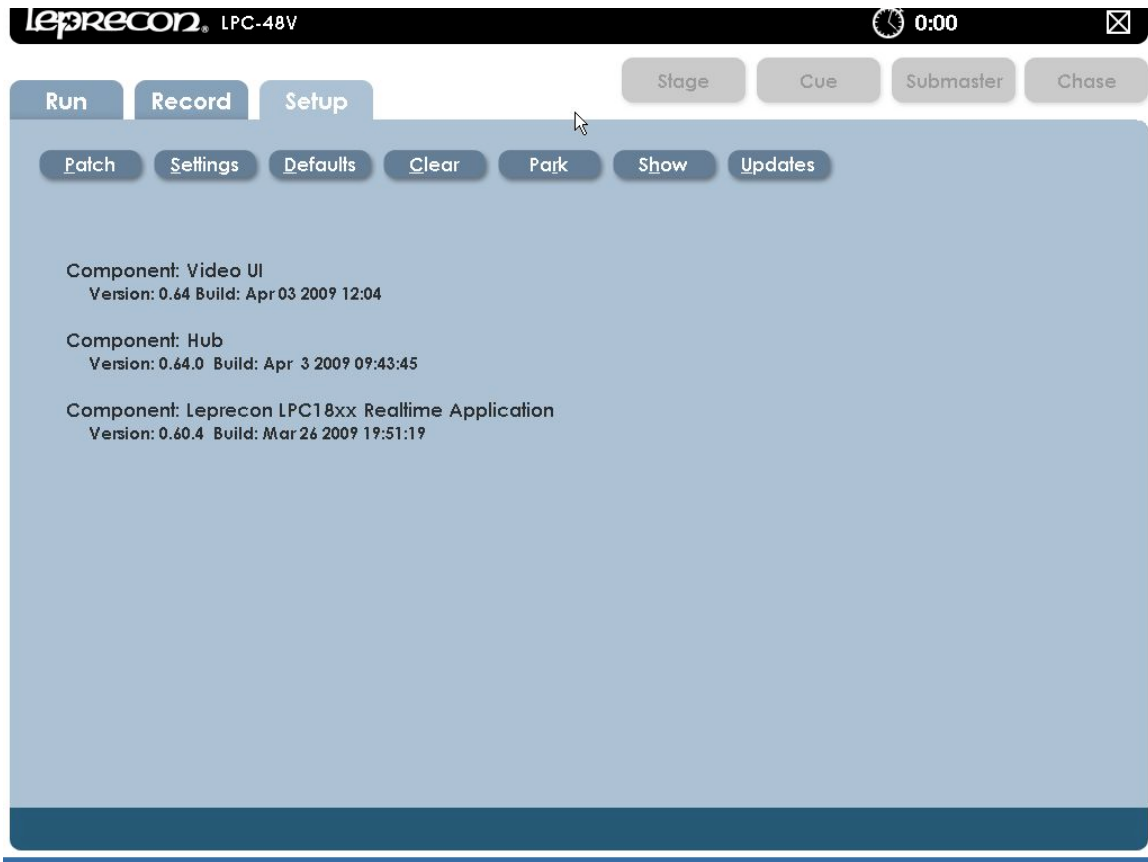 leprecon® LPC-48V 0:00
Stage Cue Submaster Chase
Run Record Setup
Patch Settings Defaults Clear Park Show Updates
Component: Video UI
Version: 0.64 Build: Apr 03 2009 12:04
Component: Hub
Version: 0.64.0 Build: Apr 3 2009 09:43:45
Component: Leprecon LPC18xx Realtime Application
Version: 0.60.4 Build: Mar 26 2009 19:51:19